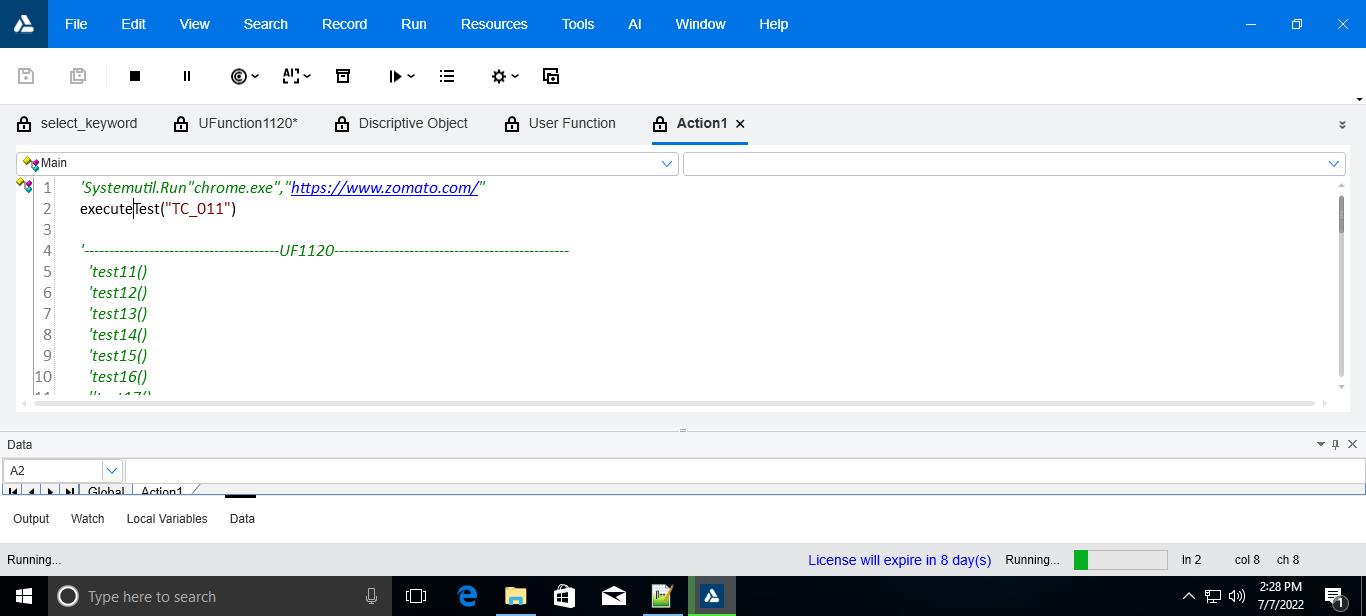 File Edit View Search Record Run Resources Tools AI Window Help
select_keyword UFunction1120* Discriptive Object User Function Action1
Main
1 'Systemutil.Run"chrome.exe","https://www.zomato.com/"
2 executeTest("TC_011")
3
4 '---------------------------------------UF1120-----------------------------------------------
5 'test11()
6 'test12()
7 'test13()
8 'test14()
9 'test15()
10 'test16()
Data
A2
Global Action1
Output Watch Local Variables Data
Running... License will expire in 8 day(s) Running... ln 2 col 8 ch 8
Type here to search
2:28 PM
7/7/2022
1